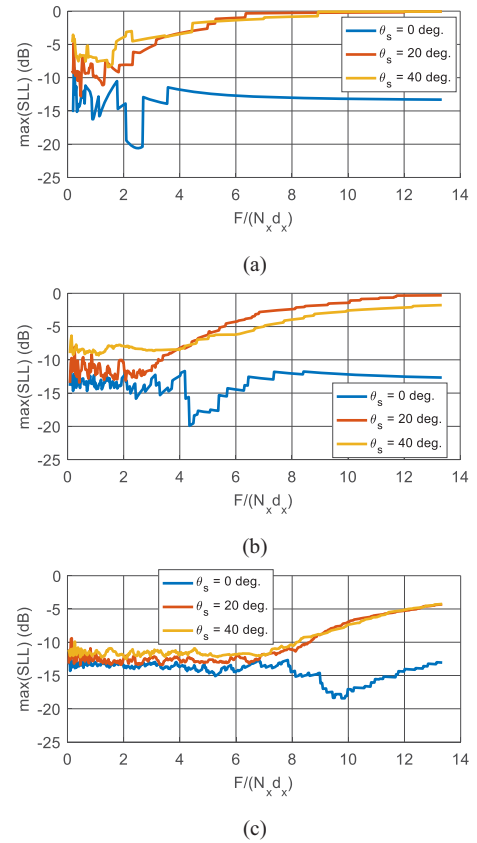 0
-5
-10
-15
-20
-25
max(SLL) (dB)
θs = 0 deg.
θs = 20 deg.
θs = 40 deg.
0 2 4 6 8 10 12 14
F/(Nxdx)
(a)
0
-5
-10
-15
-20
-25
max(SLL) (dB)
θs = 0 deg.
θs = 20 deg.
θs = 40 deg.
0 2 4 6 8 10 12 14
F/(Nxdx)
(b)
0
-5
-10
-15
-20
-25
max(SLL) (dB)
θs = 0 deg.
θs = 20 deg.
θs = 40 deg.
0 2 4 6 8 10 12 14
F/(Nxdx)
(c)